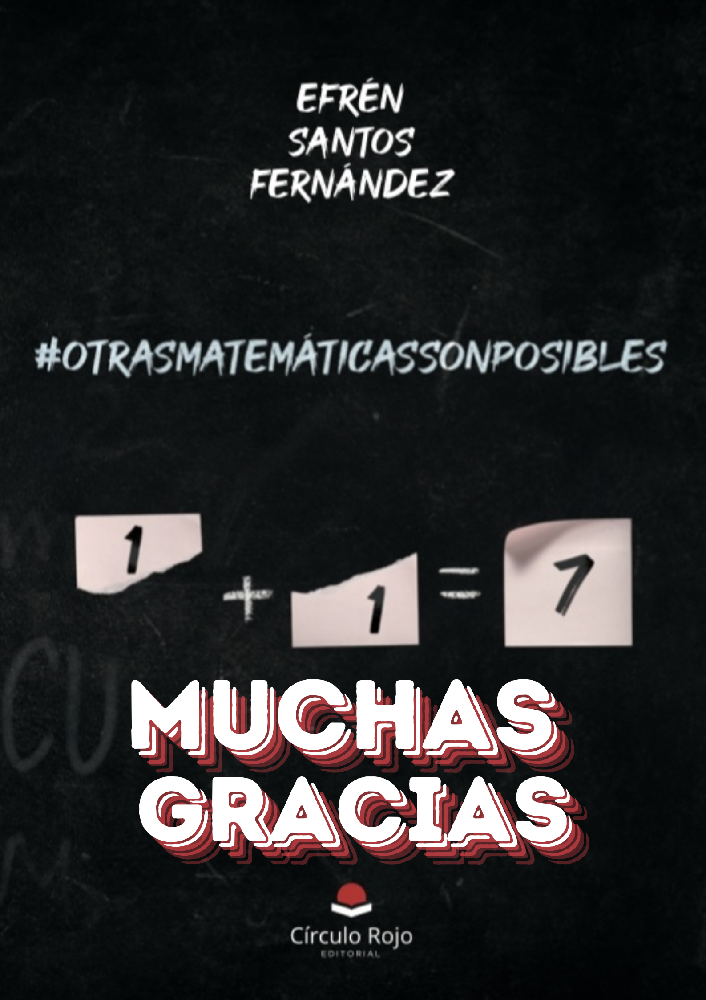 EFRÉN
SANTOS
FERNÁNDEZ
#OTRASMATEMÁTICASSONPOSIBLES
1 + 1 = 7
MUCHAS
GRACIAS
Círculo Rojo
EDITORIAL